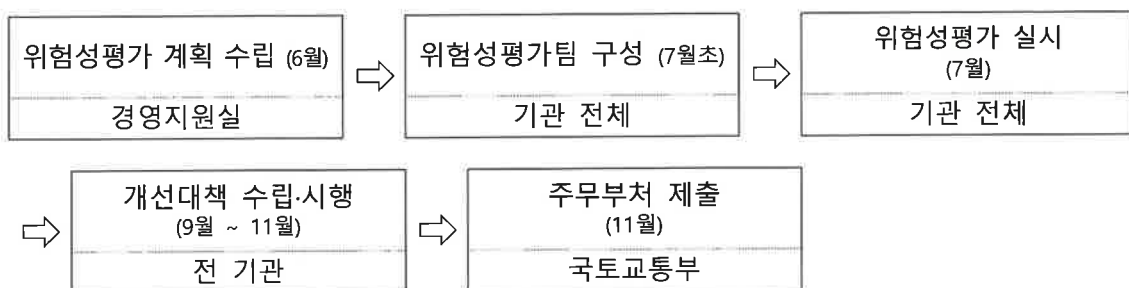 위험성평가 계획 수립 (6월)
경영지원실
⇨
위험성평가팀 구성 (7월초)
기관 전체
⇨
위험성평가 실시
(7월)
기관 전체
⇨
개선대책 수립·시행
(9월 ~ 11월)
전 기관
⇨
주무부처 제출
(11월)
국토교통부